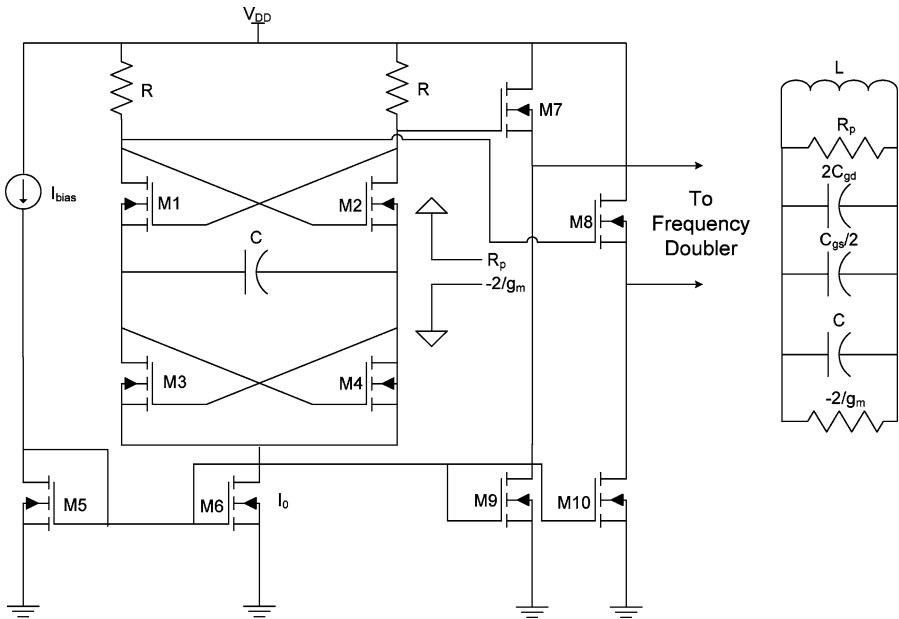 V_DD
R
R
M7
I_bias
M1
M2
M8
C
R_p
-2/g_m
To
Frequency
Doubler
M3
M4
M5
M6
I_0
M9
M10
L
R_p
2C_gd
C_gs/2
C
-2/g_m